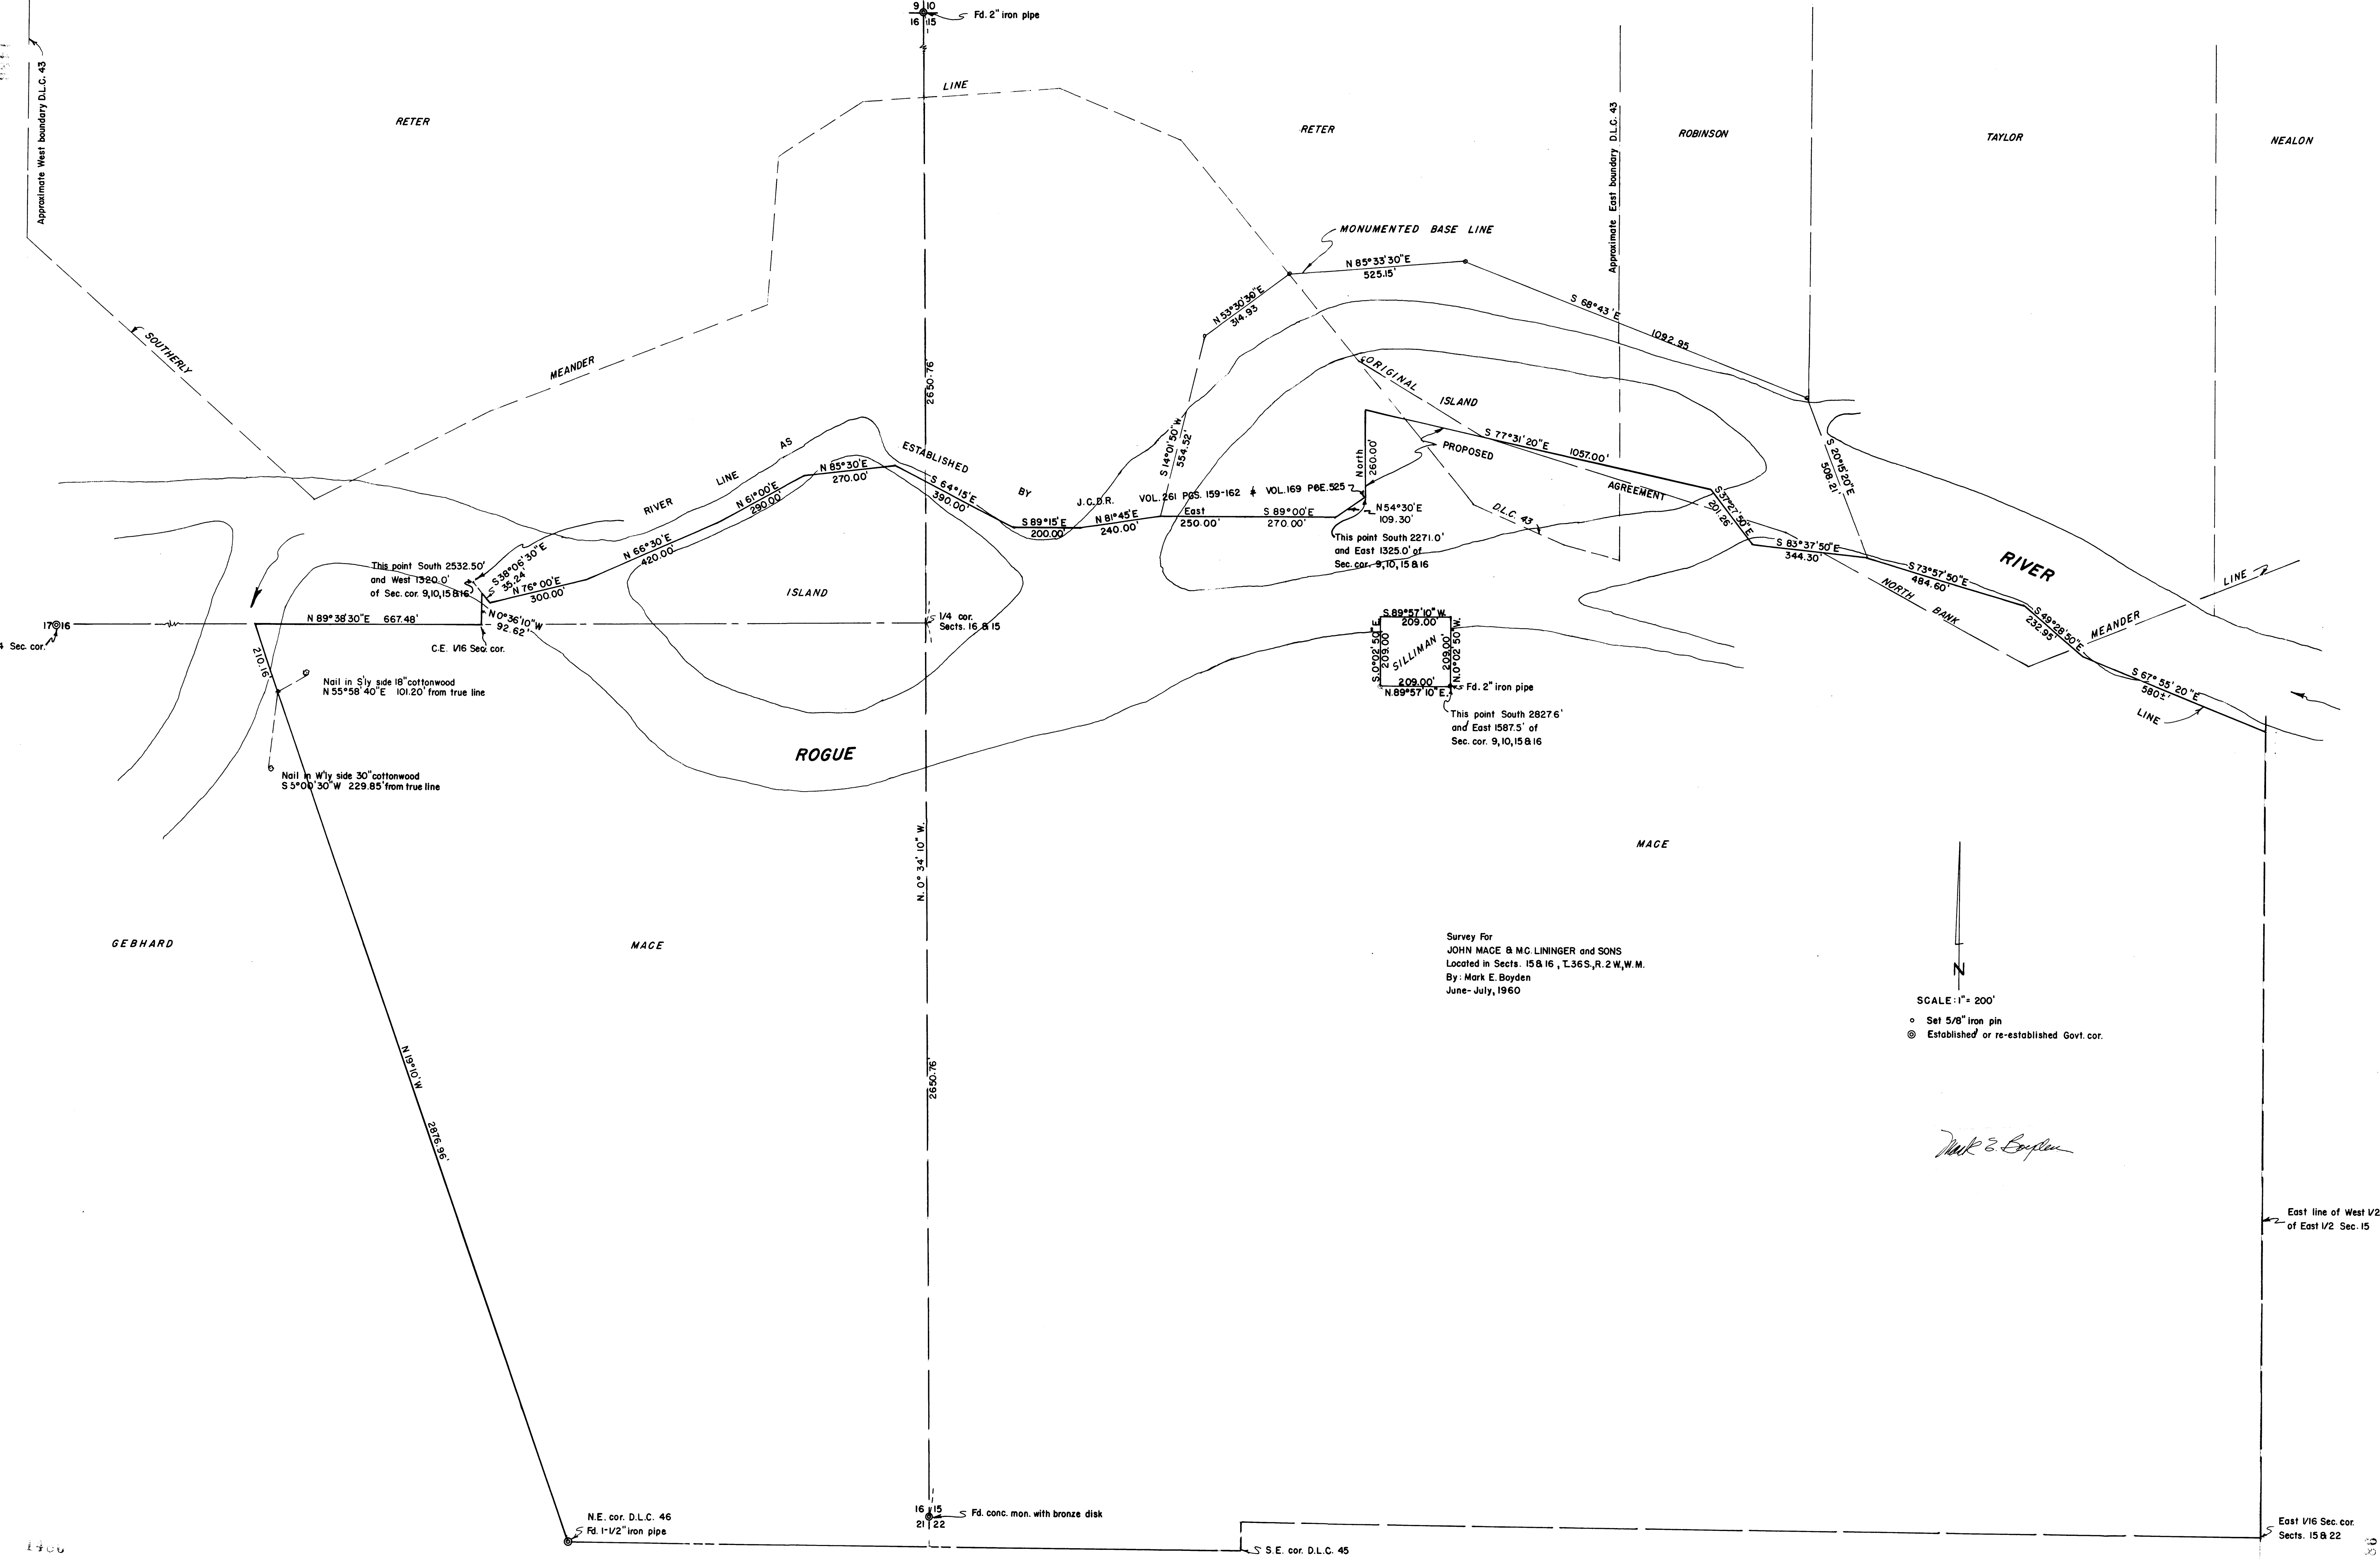 9 10
16 15
Fd. 2" iron pipe
Approximate West boundary D.L.C. 43
LINE
RETER
RETER
ROBINSON
TAYLOR
NEALON
Approximate East boundary D.L.C. 43
MONUMENTED BASE LINE
N 85°33'30"E
525.15'
N 53°30'30"E
314.93
S 68°43'E
1092.95
SOUTHERLY
MEANDER
2650.76'
ORIGINAL
ISLAND
S 77°31'20"E 1057.00'
PROPOSED
AGREEMENT
North
260.00'
S 14°01'50"W
554.52'
S 20°15'20"E
508.21'
RIVER LINE AS ESTABLISHED BY J.C.D.R. VOL. 261 PGS. 159-162 & VOL. 169 PGE. 525
N 85°30'E
270.00'
S 64°15'E
390.00'
N 61°00'E
290.00'
N 66°30'E
420.00'
N 76°00'E
300.00'
S 38°06'30"E
35.24'
S 89°15'E
200.00'
N 81°45'E
240.00'
East
250.00'
S 89°00'E
270.00'
N 54°30'E
109.30'
This point South 2271.0'
and East 1325.0' of
Sec. cor. 9,10,15 & 16
D.L.C. 43
S 37°27'50"E
201.26'
S 83°37'50"E
344.30'
S 73°57'50"E
484.60'
S 49°28'50"E
232.95'
S 67°55'20"E
580±'
LINE
RIVER
NORTH BANK
MEANDER
LINE
This point South 2532.50'
and West 1320.0'
of Sec. cor. 9,10,15 & 16
N 89°38'30"E 667.48'
N 0°36'10"W
92.62'
C.E. 1/16 Sec. cor.
17 16
Sec. cor.
ISLAND
1/4 cor.
Sects. 16 & 15
210.16'
Nail in S'ly side 18" cottonwood
N 55°58'40"E 101.20' from true line
Nail in W'ly side 30" cottonwood
S 5°00'30"W 229.85' from true line
ROGUE
S.89°57'10"W.
209.00'
S.0°02'50"E
209.00'
SILLIMAN
209.00'
N.0°02'50"W.
209.00'
N.89°57'10"E.
Fd. 2" iron pipe
This point South 2827.6'
and East 1587.5' of
Sec. cor. 9,10,15 & 16
N. 0° 34' 10" W.
MACE
GEBHARD
MACE
Survey For
JOHN MACE & M.C. LININGER and SONS
Located in Sects. 15 & 16 , T.36 S., R. 2 W., W.M.
By: Mark E. Boyden
June-July, 1960
N
SCALE: 1" = 200'
Set 5/8" iron pin
Established or re-established Govt. cor.
Mark E. Boyden
N 19°10'W
2876.96'
2650.76'
East line of West 1/2
of East 1/2 Sec. 15
N.E. cor. D.L.C. 46
Fd. 1-1/2" iron pipe
16 15
21 22
Fd. conc. mon. with bronze disk
S.E. cor. D.L.C. 45
East 1/16 Sec. cor.
Sects. 15 & 22